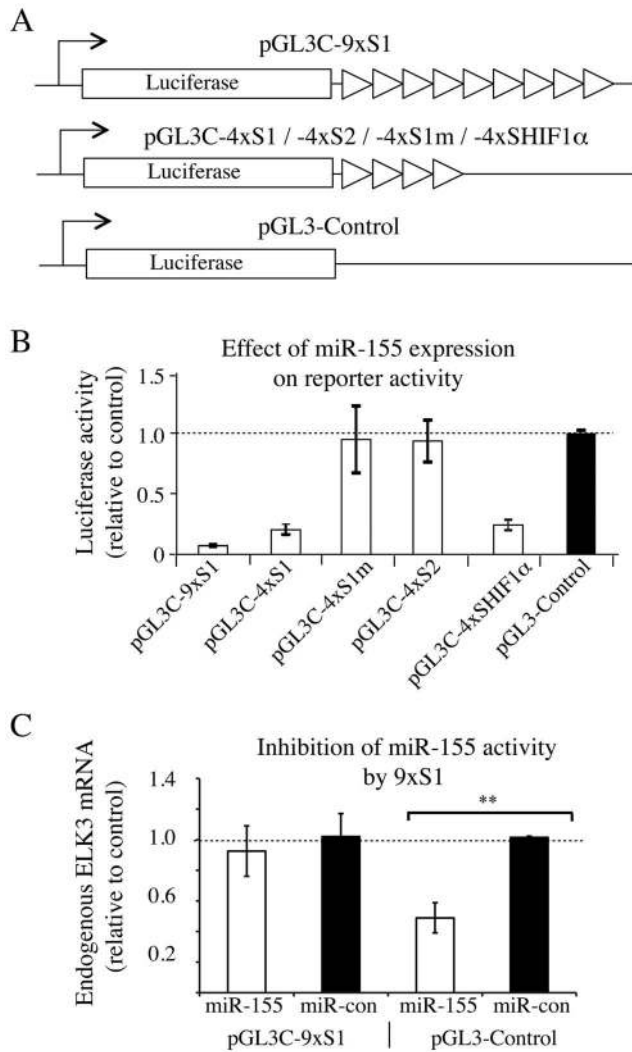 A
pGL3C-9xS1
Luciferase
pGL3C-4xS1 / -4xS2 / -4xS1m / -4xSHIF1α
Luciferase
pGL3-Control
Luciferase
B
Effect of miR-155 expression
on reporter activity
Luciferase activity
(relative to control)
1.5
1.0
0.5
0
pGL3C-9xS1
pGL3C-4xS1
pGL3C-4xS1m
pGL3C-4xS2
pGL3C-4xSHIF1α
pGL3-Control
C
Inhibition of miR-155 activity
by 9xS1
Endogenous ELK3 mRNA
(relative to control)
1.4
1.0
0.6
0.2
**
miR-155 miR-con miR-155 miR-con
pGL3C-9xS1 pGL3-Control